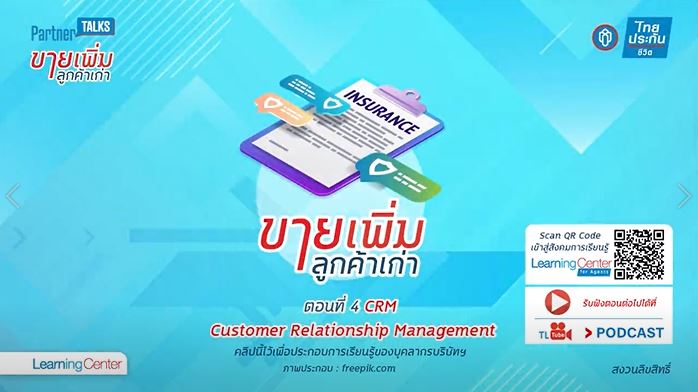 Partner TALKS
ขายเพิ่ม
ลูกค้าเก่า
ไทย
ประกัน
ชีวิต
INSURANCE
ขายเพิ่ม
ลูกค้าเก่า
ตอนที่ 4 CRM
Customer Relationship Management
คลิปนี้ไว้เพื่อประกอบการเรียนรู้ของบุคลากรบริษัทฯ
ภาพประกอบ : freepik.com
Scan QR Code
เข้าสู่สังคมการเรียนรู้
LearningCenter
for Agents
รับฟังตอนต่อไปได้ที่
TL Tube
PODCAST
LearningCenter
สงวนลิขสิทธิ์